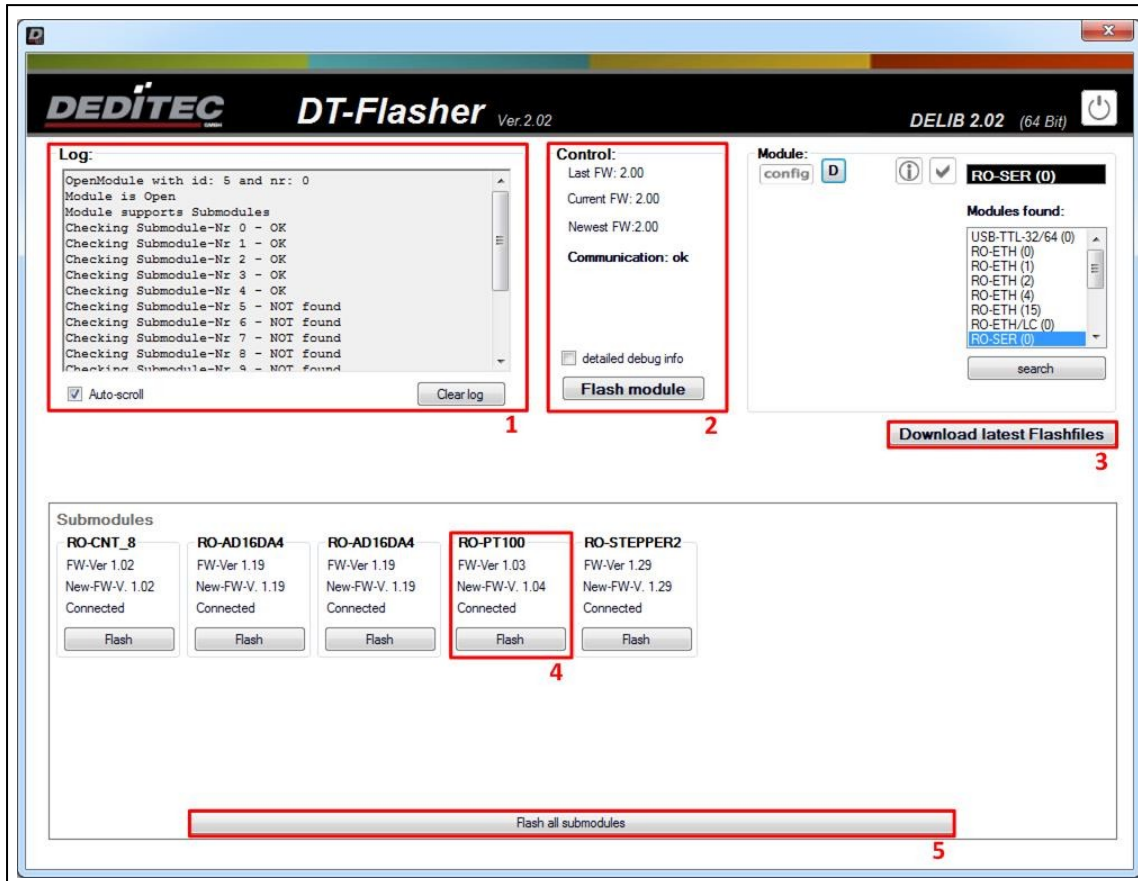 DEDITEC
GMBH
DT-Flasher Ver.2.02
DELIB 2.02 (64 Bit)
Log:
OpenModule with id: 5 and nr: 0
Module is Open
Module supports Submodules
Checking Submodule-Nr 0 - OK
Checking Submodule-Nr 1 - OK
Checking Submodule-Nr 2 - OK
Checking Submodule-Nr 3 - OK
Checking Submodule-Nr 4 - OK
Checking Submodule-Nr 5 - NOT found
Checking Submodule-Nr 6 - NOT found
Checking Submodule-Nr 7 - NOT found
Checking Submodule-Nr 8 - NOT found
Checking Submodule-Nr 9 - NOT found
Auto-scroll
Clear log
1
Control:
Last FW: 2.00
Current FW: 2.00
Newest FW:2.00
Communication: ok
detailed debug info
Flash module
2
Module:
config D
RO-SER (0)
Modules found:
USB-TTL-32/64 (0)
RO-ETH (0)
RO-ETH (1)
RO-ETH (2)
RO-ETH (4)
RO-ETH (15)
RO-ETH/LC (0)
RO-SER (0)
search
Download latest Flashfiles
3
Submodules
RO-CNT_8
FW-Ver 1.02
New-FW-V. 1.02
Connected
Flash
RO-AD16DA4
FW-Ver 1.19
New-FW-V. 1.19
Connected
Flash
RO-AD16DA4
FW-Ver 1.19
New-FW-V. 1.19
Connected
Flash
RO-PT100
FW-Ver 1.03
New-FW-V. 1.04
Connected
Flash
4
RO-STEPPER2
FW-Ver 1.29
New-FW-V. 1.29
Connected
Flash
Flash all submodules
5